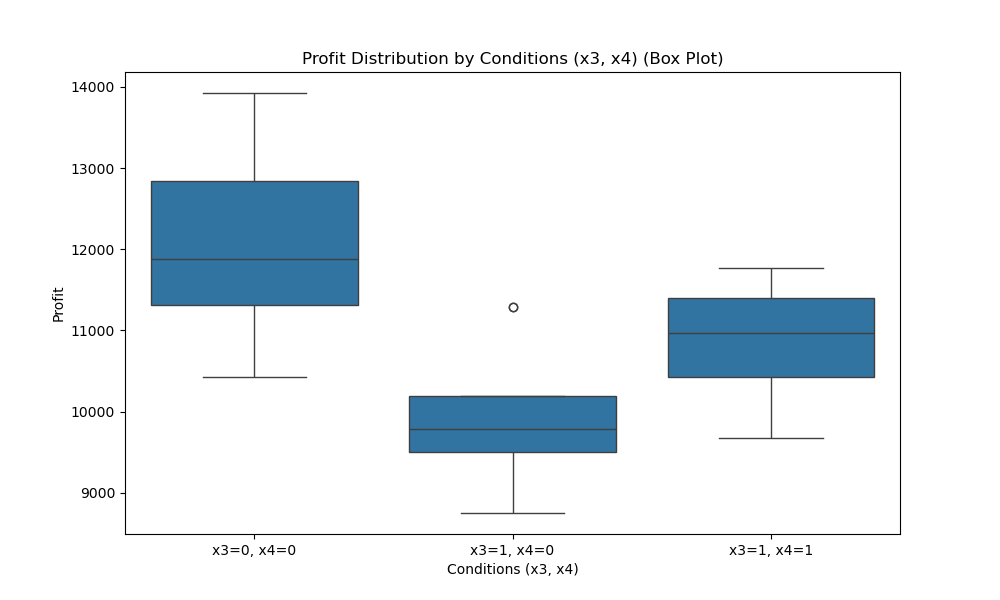 Profit Distribution by Conditions (x3, x4) (Box Plot)
14000
13000
12000
11000
10000
9000
Profit
x3=0, x4=0
x3=1, x4=0
x3=1, x4=1
Conditions (x3, x4)